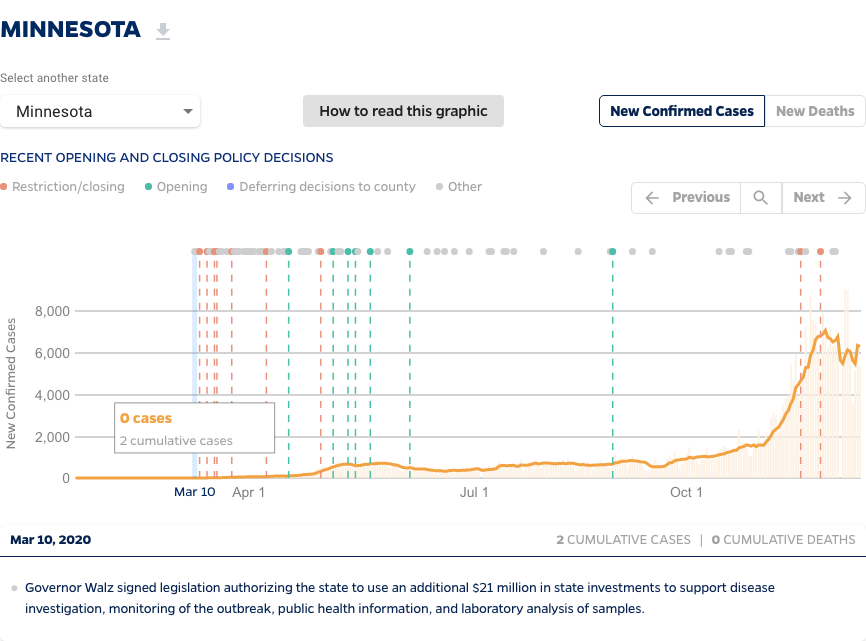 MINNESOTA
Select another state
Minnesota
How to read this graphic
New Confirmed Cases
New Deaths
RECENT OPENING AND CLOSING POLICY DECISIONS
Restriction/closing
Opening
Deferring decisions to county
Other
Previous
Next
New Confirmed Cases
8,000
6,000
4,000
2,000
0
0 cases
2 cumulative cases
Mar 10
Apr 1
Jul 1
Oct 1
Mar 10, 2020
2 CUMULATIVE CASES | 0 CUMULATIVE DEATHS
Governor Walz signed legislation authorizing the state to use an additional $21 million in state investments to support disease
investigation, monitoring of the outbreak, public health information, and laboratory analysis of samples.